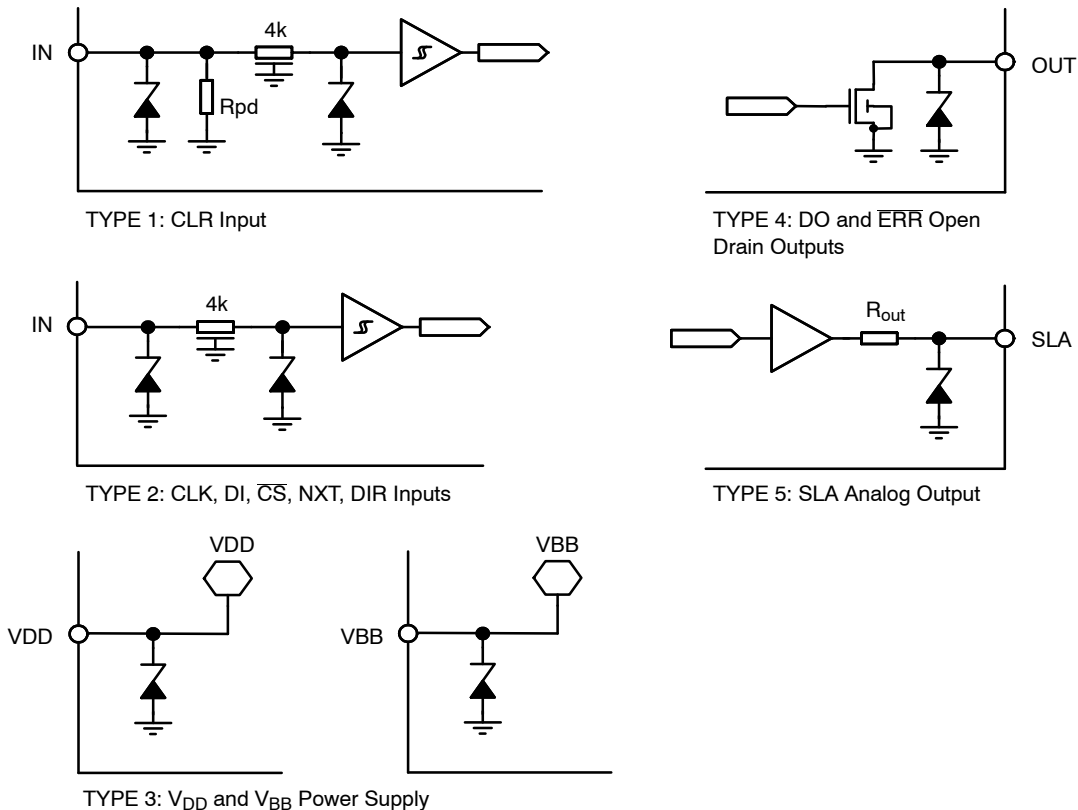 IN
4k
Rpd
TYPE 1: CLR Input
OUT
TYPE 4: DO and E̅R̅R̅ Open
Drain Outputs
IN
4k
TYPE 2: CLK, DI, C̅S̅, NXT, DIR Inputs
Rout
SLA
TYPE 5: SLA Analog Output
VDD
VDD
VBB
VBB
TYPE 3: VDD and VBB Power Supply